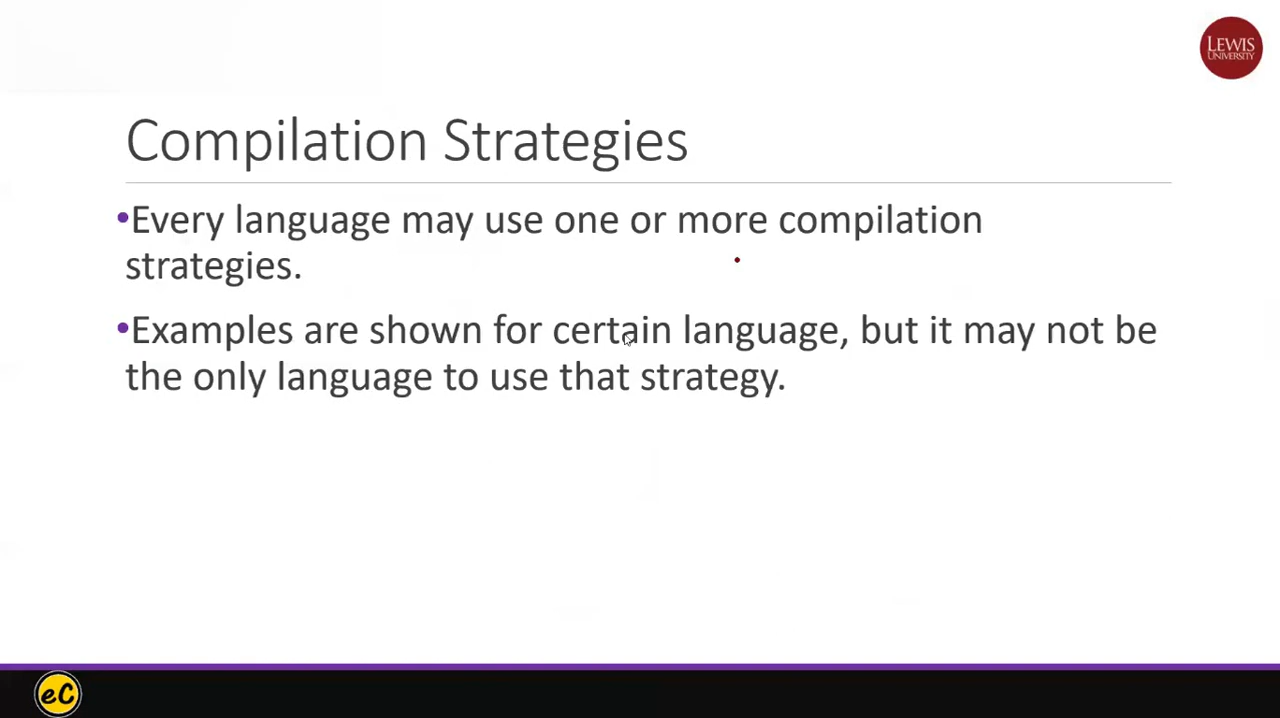 LEWIS
UNIVERSITY
Compilation Strategies
•Every language may use one or more compilation
strategies.
•Examples are shown for certain language, but it may not be
the only language to use that strategy.
eC